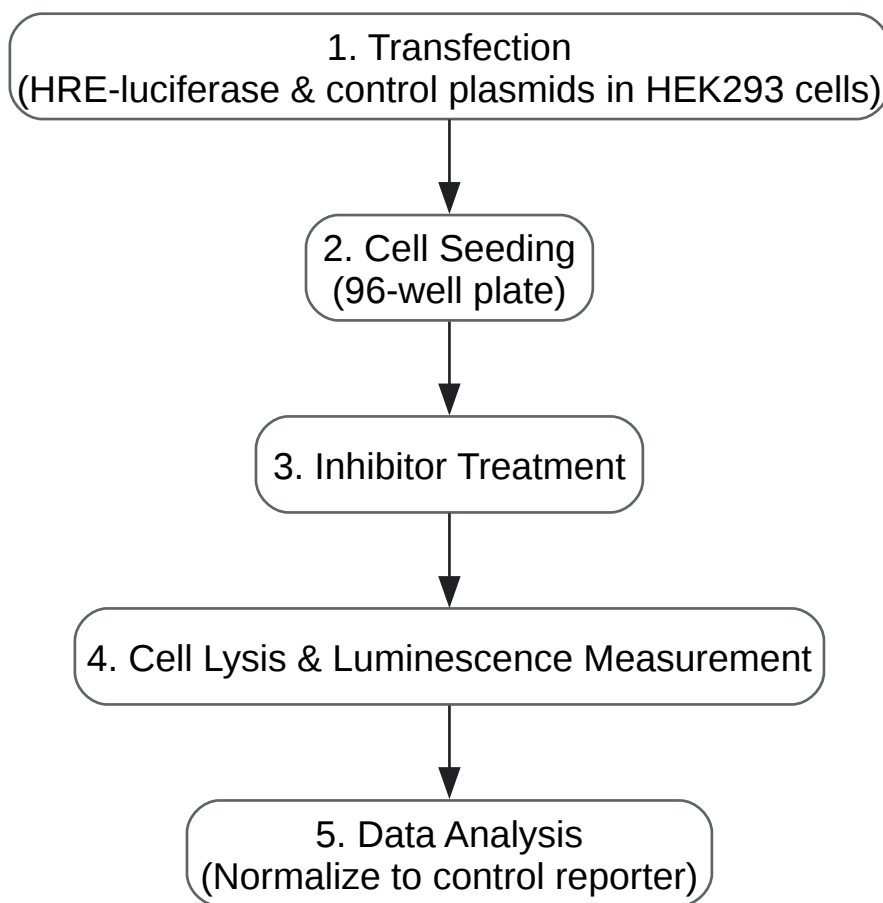 1. Transfection
(HRE-luciferase & control plasmids in HEK293 cells)
2. Cell Seeding
(96-well plate)
3. Inhibitor Treatment
4. Cell Lysis & Luminescence Measurement
5. Data Analysis
(Normalize to control reporter)